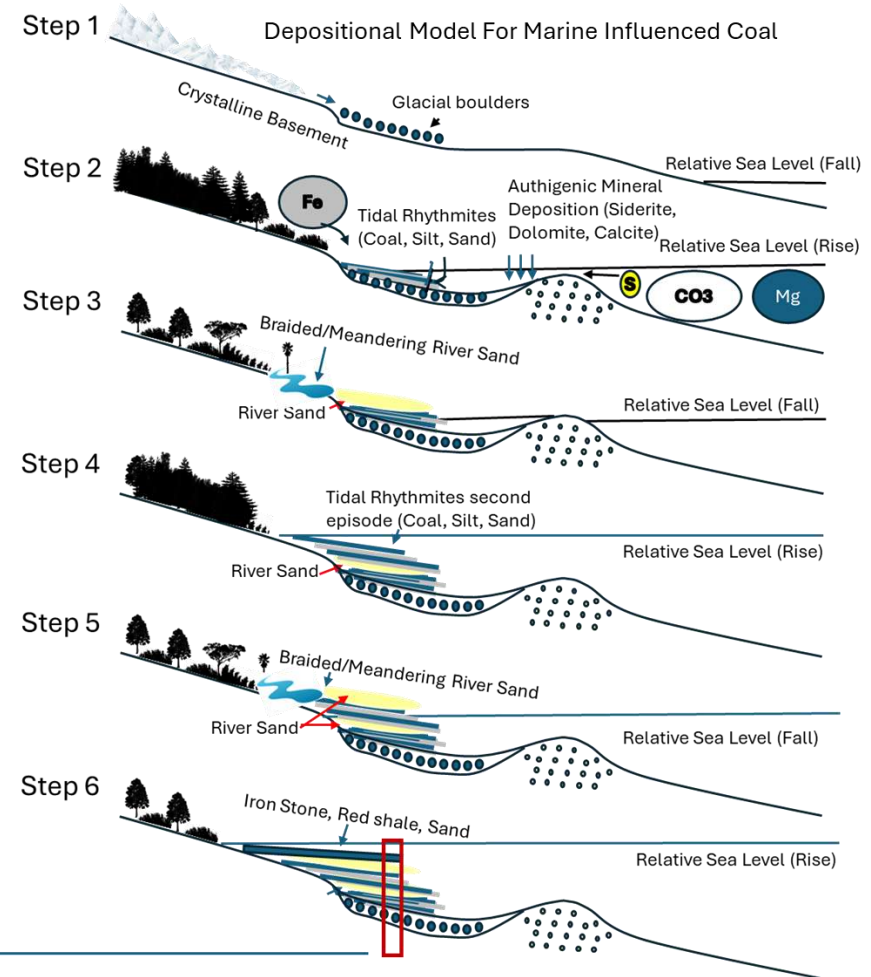 Step 1
Depositional Model For Marine Influenced Coal
Crystalline Basement
Glacial boulders
Relative Sea Level (Fall)
Step 2
Fe
Tidal Rhythmites
(Coal, Silt, Sand)
Authigenic Mineral
Deposition (Siderite,
Dolomite, Calcite)
Relative Sea Level (Rise)
S
CO3
Mg
Step 3
Braided/Meandering River Sand
River Sand
Relative Sea Level (Fall)
Step 4
Tidal Rhythmites second
episode (Coal, Silt, Sand)
Relative Sea Level (Rise)
River Sand
Step 5
Braided/Meandering River Sand
River Sand
Relative Sea Level (Fall)
Step 6
Iron Stone, Red shale, Sand
Relative Sea Level (Rise)